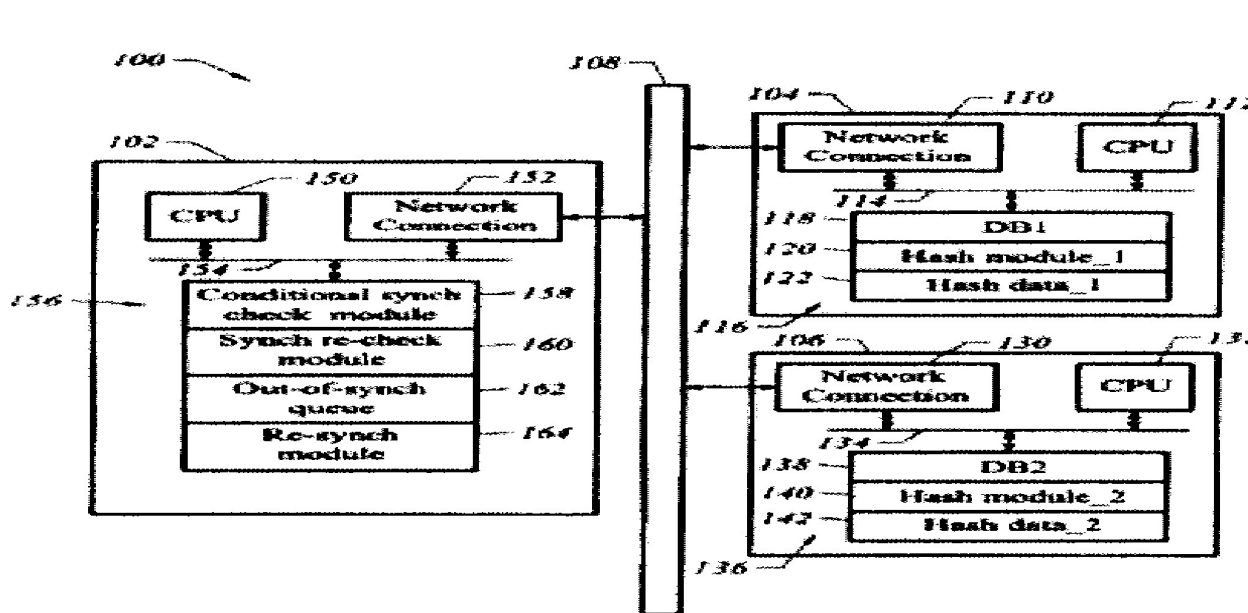 100
108
102
150
152
CPU
Network
Connection
154
156
Conditional synch
check module
158
Synch re-check
module
160
Out-of-synch
queue
162
Re-synch
module
164
104
110
Network
Connection
CPU
114
118
DB1
120
Hash module_1
122
Hash data_1
116
106
130
Network
Connection
CPU
134
138
DB2
140
Hash module_2
142
Hash data_2
136